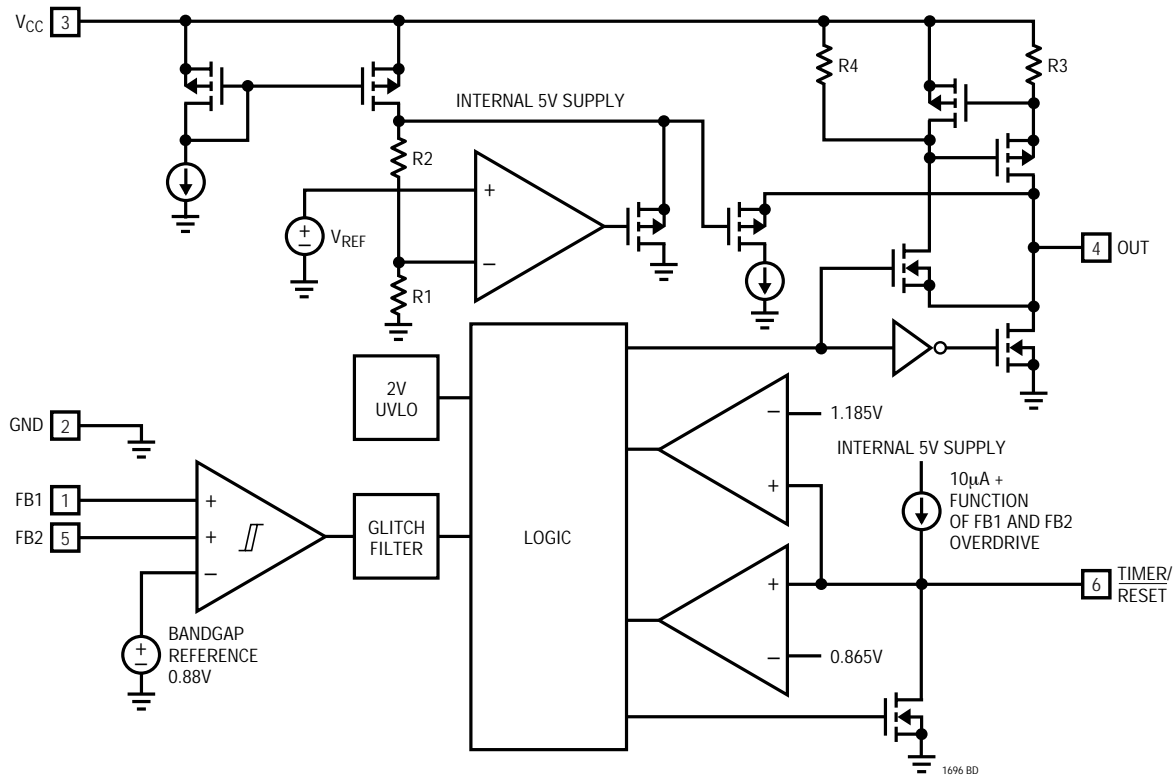 VCC 3
R4
R3
INTERNAL 5V SUPPLY
R2
+
+
−
VREF
−
4 OUT
R1
2V
UVLO
−
1.185V
GND 2
INTERNAL 5V SUPPLY
10µA +
FUNCTION
OF FB1 AND FB2
OVERDRIVE
+
FB1 1
+
FB2 5
+
GLITCH
FILTER
LOGIC
−
+
6 TIMER/
RESET
BANDGAP
REFERENCE
0.88V
+
−
−
0.865V
1696 BD